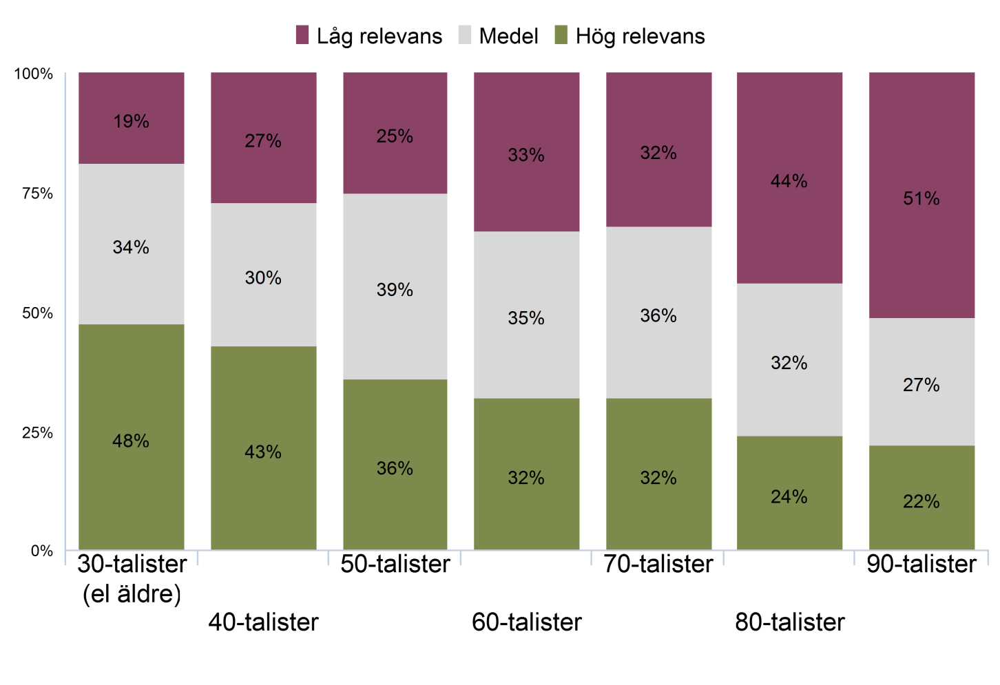 Låg relevans Medel Hög relevans
100%
75%
50%
25%
0%
19% 27% 25% 33% 32% 44% 51%
34% 30% 39% 35% 36% 32% 27%
48% 43% 36% 32% 32% 24% 22%
30-talister 50-talister 70-talister 90-talister
(el äldre)
40-talister 60-talister 80-talister